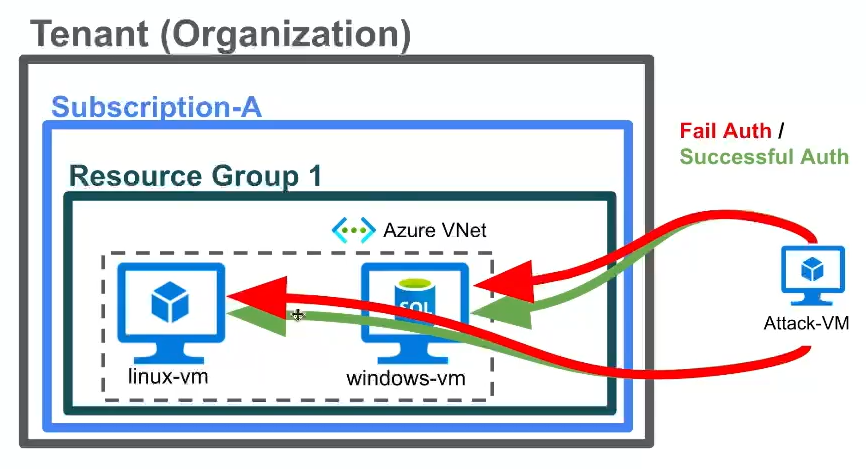 Tenant (Organization)
Subscription-A
Fail Auth /
Successful Auth
Resource Group 1
Azure VNet
SQL
Attack-VM
linux-vm
windows-vm